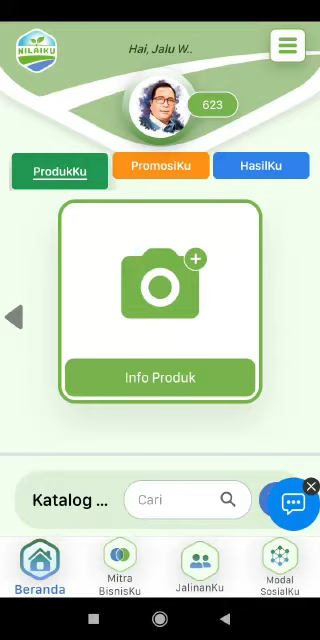 NILAIKU
Hai, Jalu W..
623
ProdukKu
PromosiKu
HasilKu
Info Produk
Katalog ...
Cari
Beranda
Mitra
BisnisKu
JalinanKu
Modal
SosialKu